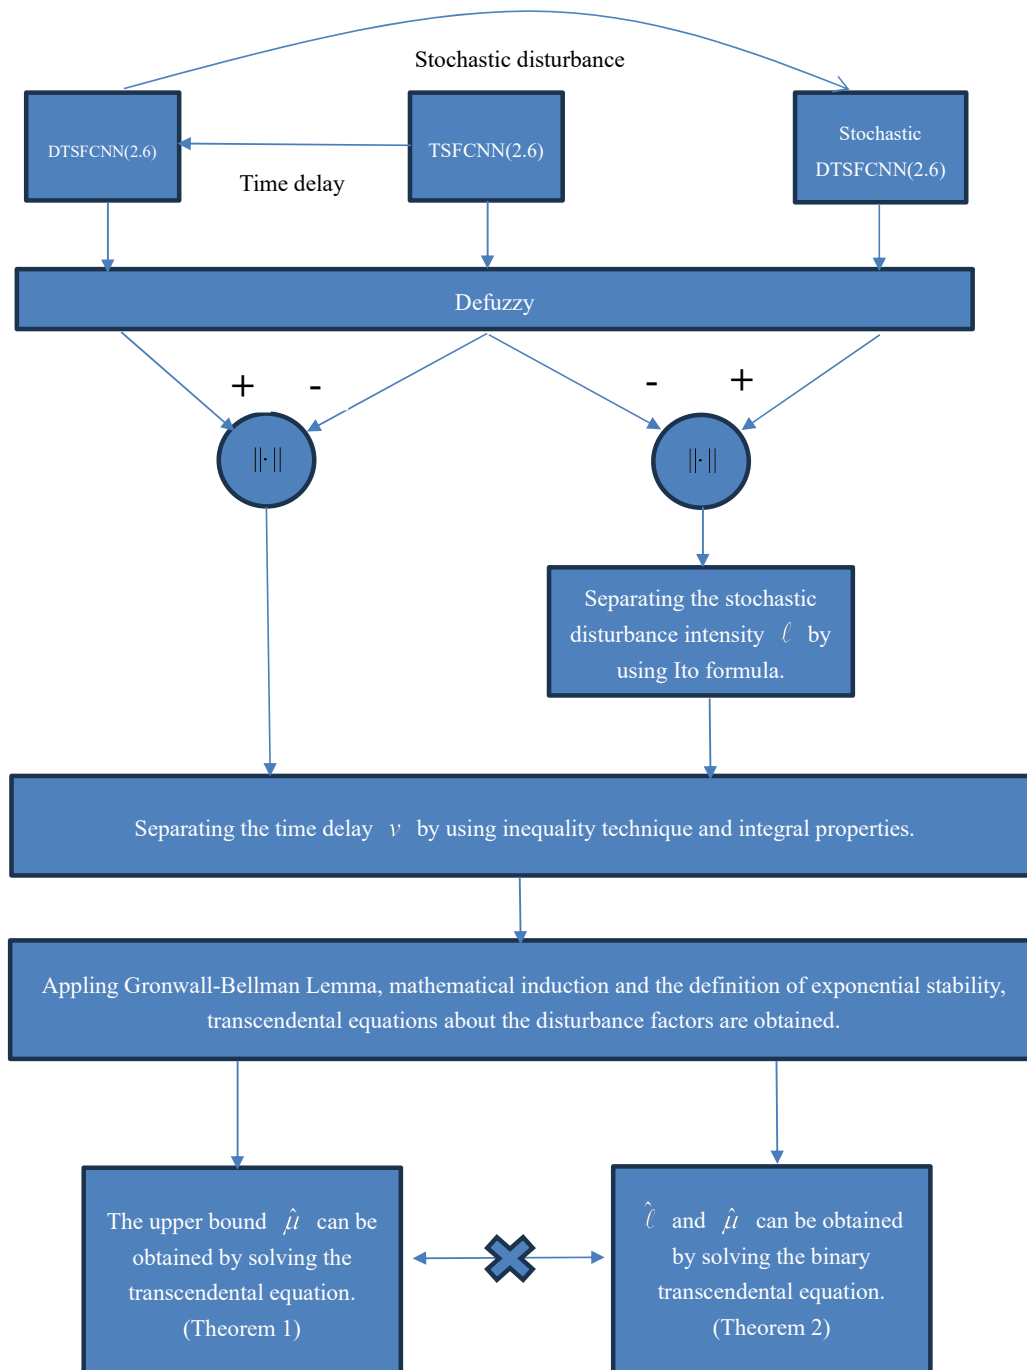 Stochastic disturbance
DTSFCNN(2.6)
TSFCNN(2.6)
Stochastic
DTSFCNN(2.6)
Time delay
Defuzzy
+
-
-
+
||·||
||·||
Separating the stochastic
disturbance intensity ℓ by
using Ito formula.
Separating the time delay ν by using inequality technique and integral properties.
Appling Gronwall-Bellman Lemma, mathematical induction and the definition of exponential stability,
transcendental equations about the disturbance factors are obtained.
The upper bound μ̂ can be
obtained by solving the
transcendental equation.
(Theorem 1)
ℓ̂ and μ̂ can be obtained
by solving the binary
transcendental equation.
(Theorem 2)